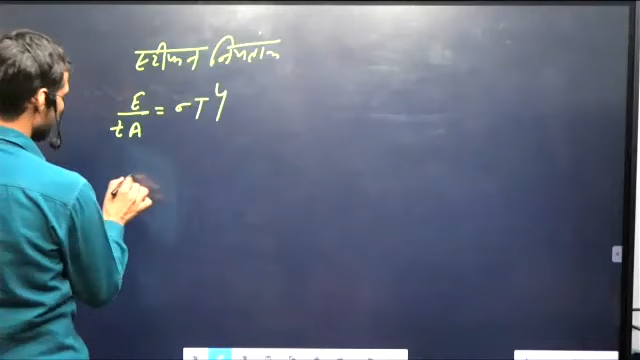 स्टीफन नियतांक
E/tA = σT⁴